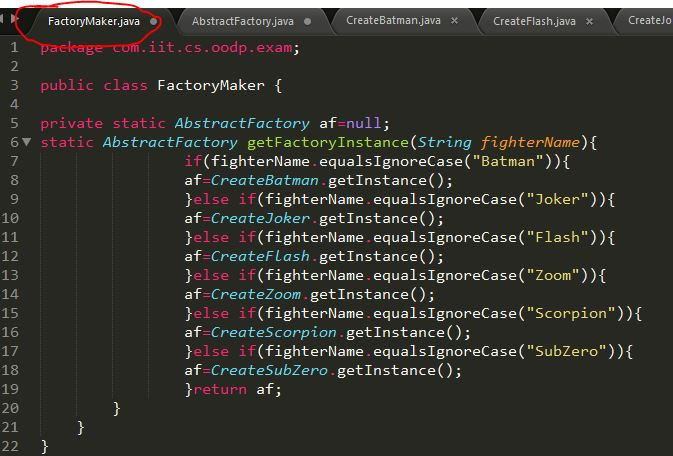 FactoryMaker.java AbstractFactory.java CreateBatman.java × CreateFlash.java × CreateJo
1 package com.iit.cs.oodp.exam;
2
3 public class FactoryMaker {
4
5 private static AbstractFactory af=null;
6 static AbstractFactory getFactoryInstance(String fighterName){
7 if(fighterName.equalsIgnoreCase("Batman")){
8 af=CreateBatman.getInstance();
9 }else if(fighterName.equalsIgnoreCase("Joker")){
10 af=CreateJoker.getInstance();
11 }else if(fighterName.equalsIgnoreCase("Flash")){
12 af=CreateFlash.getInstance();
13 }else if(fighterName.equalsIgnoreCase("Zoom")){
14 af=CreateZoom.getInstance();
15 }else if(fighterName.equalsIgnoreCase("Scorpion")){
16 af=CreateScorpion.getInstance();
17 }else if(fighterName.equalsIgnoreCase("SubZero")){
18 af=CreateSubZero.getInstance();
19 }return af;
20 }
21 }
22 }